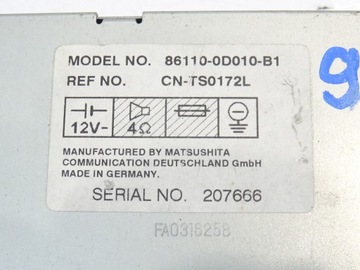 MODEL NO. 86110-0D010-B1
REF NO. CN-TS0172L
12V⎓ 4Ω
MANUFACTURED BY MATSUSHITA
COMMUNICATION DEUTSCHLAND GmbH
MADE IN GERMANY.
SERIAL NO. 207666
FA0318258
9